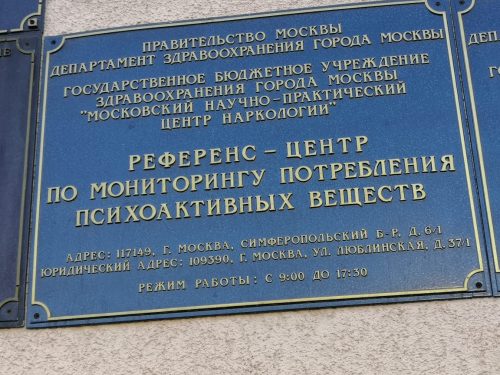 ПРАВИТЕЛЬСТВО МОСКВЫ
ДЕПАРТАМЕНТ ЗДРАВООХРАНЕНИЯ ГОРОДА МОСКВЫ
ГОСУДАРСТВЕННОЕ БЮДЖЕТНОЕ УЧРЕЖДЕНИЕ
ЗДРАВООХРАНЕНИЯ ГОРОДА МОСКВЫ
"МОСКОВСКИЙ НАУЧНО-ПРАКТИЧЕСКИЙ
ЦЕНТР НАРКОЛОГИИ"
РЕФЕРЕНС - ЦЕНТР
ПО МОНИТОРИНГУ ПОТРЕБЛЕНИЯ
ПСИХОАКТИВНЫХ ВЕЩЕСТВ
АДРЕС: 117149, Г. МОСКВА, СИМФЕРОПОЛЬСКИЙ Б-Р, Д. 6/1
ЮРИДИЧЕСКИЙ АДРЕС: 109390, Г. МОСКВА, УЛ. ЛЮБЛИНСКАЯ, Д.37/1
РЕЖИМ РАБОТЫ: С 9:00 ДО 17:30